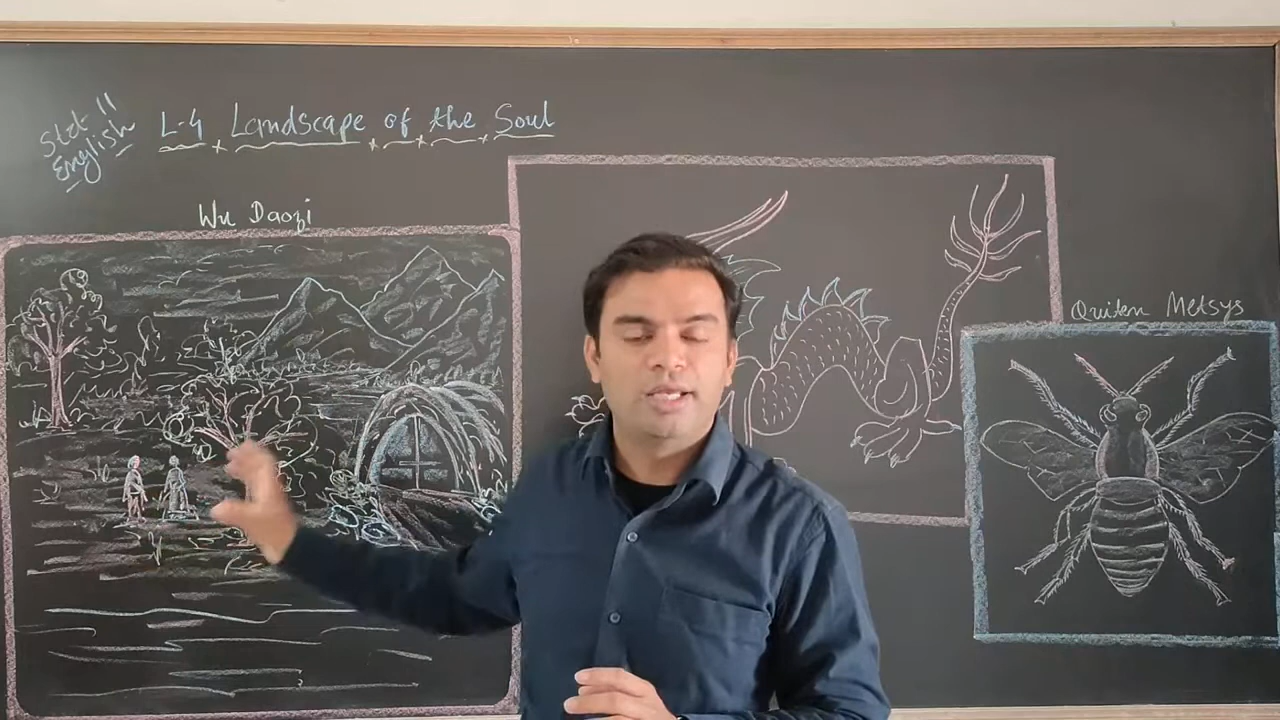 Std 11
English
L-4 Landscape of the Soul
Wu Daozi
Quiten Metsys